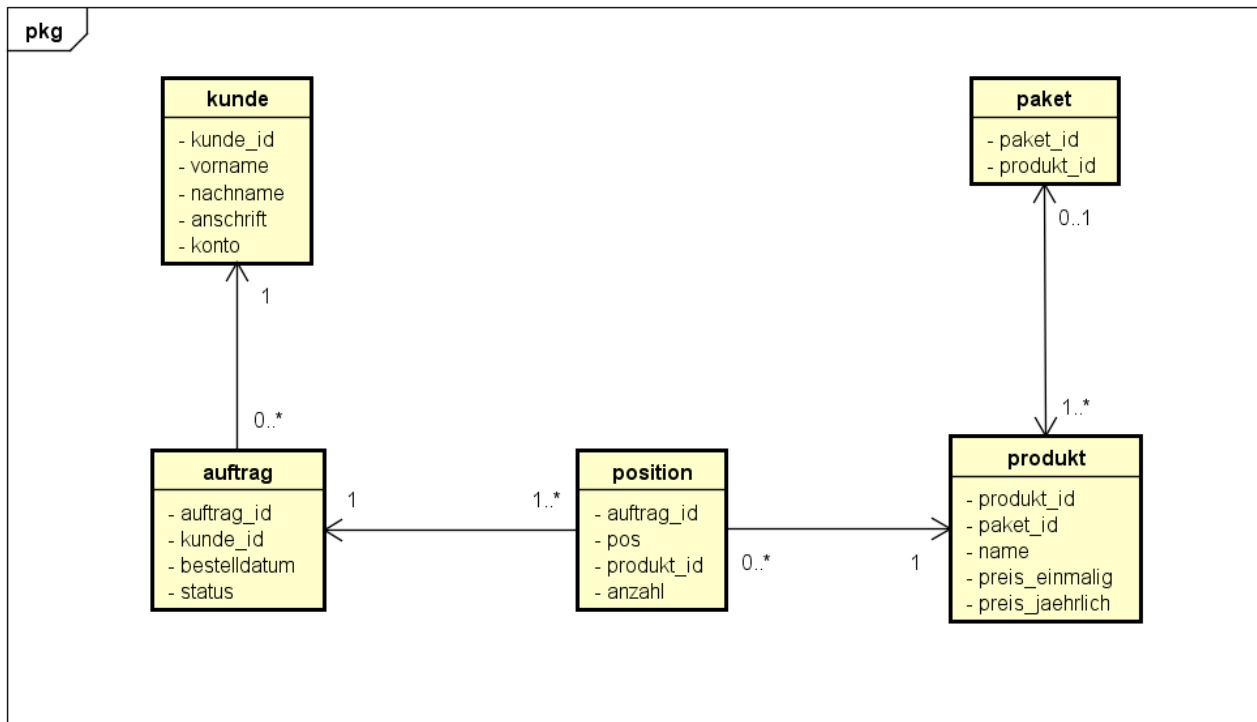 pkg
kunde
- kunde_id
- vorname
- nachname
- anschrift
- konto
paket
- paket_id
- produkt_id
1
0..1
0..*
1..*
auftrag
- auftrag_id
- kunde_id
- bestelldatum
- status
1
1..*
position
- auftrag_id
- pos
- produkt_id
- anzahl
0..*
1
produkt
- produkt_id
- paket_id
- name
- preis_einmalig
- preis_jaehrlich